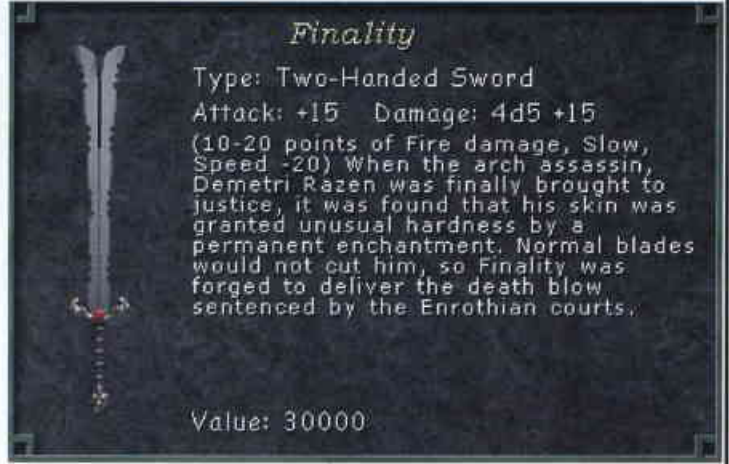 Finality
Type: Two-Handed Sword
Attack: +15 Damage: 4d5 +15
(10-20 points of Fire damage, Slow,
Speed -20) When the arch assassin,
Demetri Razen was finally brought to
justice, it was found that his skin was
granted unusual hardness by a
permanent enchantment. Normal blades
would not cut him, so Finality was
forged to deliver the death blow
sentenced by the Enrothian courts.
Value: 30000